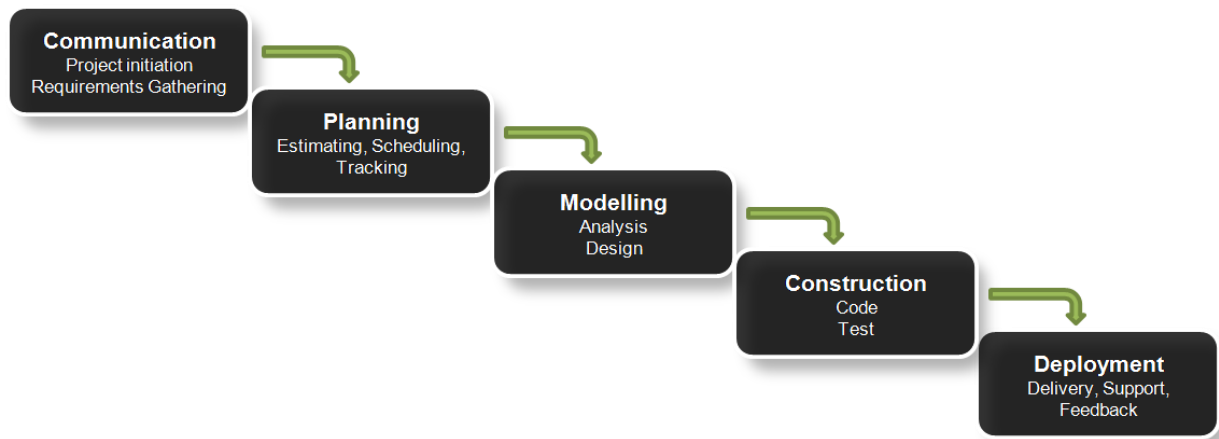 Communication
Project initiation
Requirements Gathering
Planning
Estimating, Scheduling,
Tracking
Modelling
Analysis
Design
Construction
Code
Test
Deployment
Delivery, Support,
Feedback